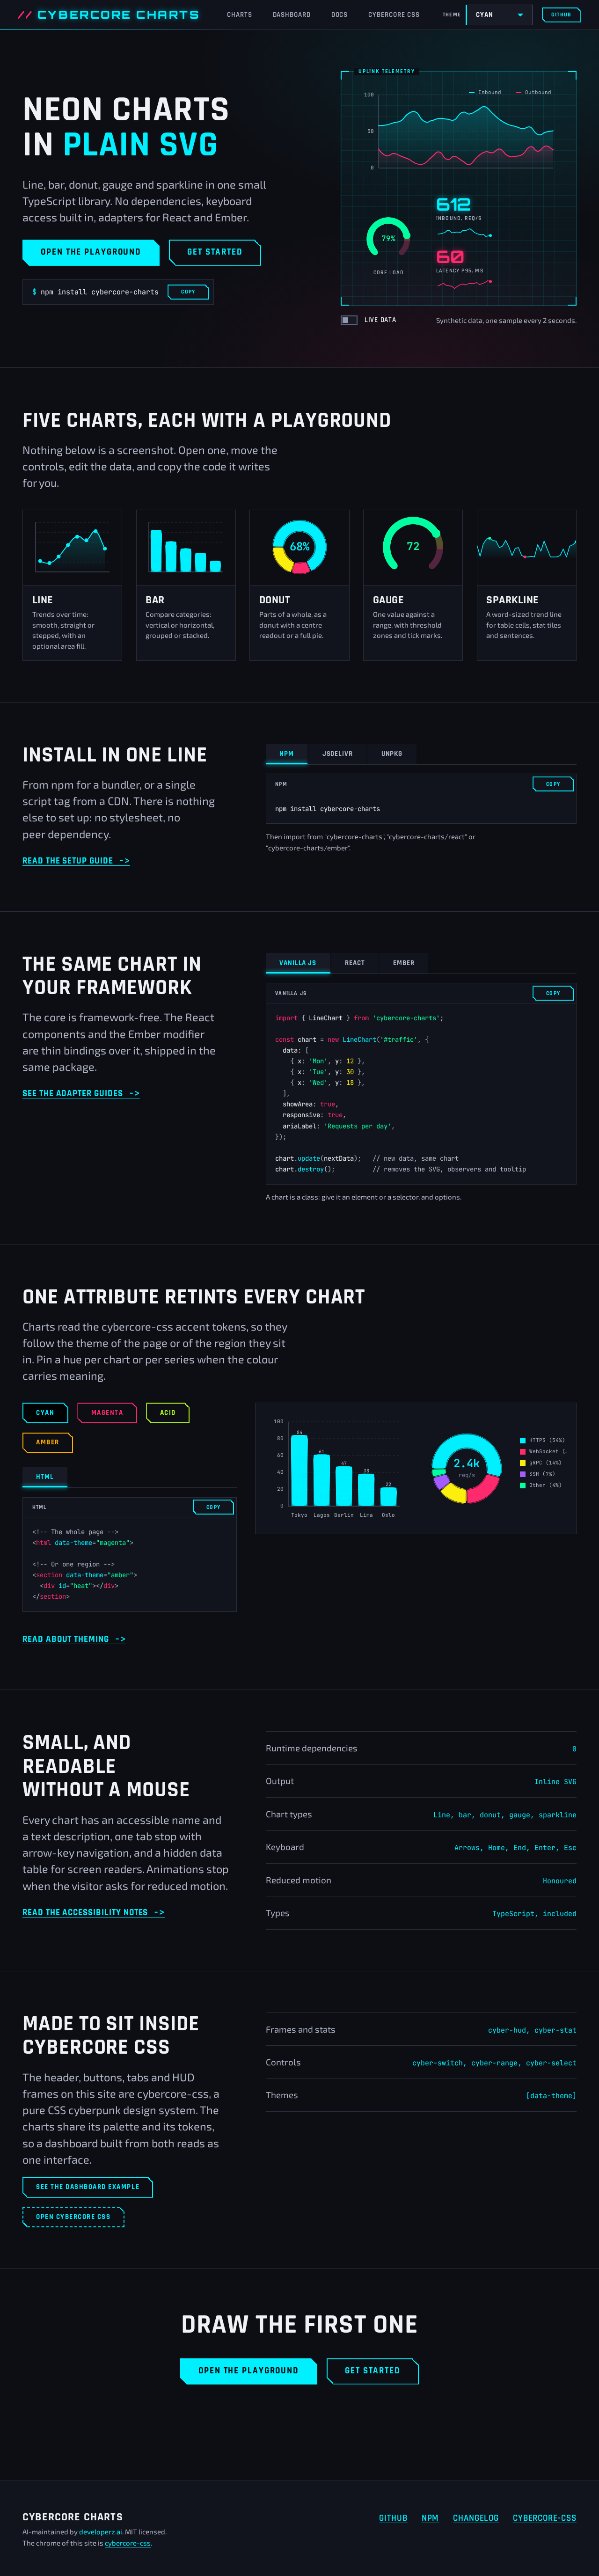 // CYBERCORE CHARTS
CHARTS DASHBOARD DOCS CYBERCORE CSS THEME CYAN GITHUB
NEON CHARTS
IN PLAIN SVG
Line, bar, donut, gauge and sparkline in one small
TypeScript library. No dependencies, keyboard
access built in, adapters for React and Ember.
OPEN THE PLAYGROUND GET STARTED
$ npm install cybercore-charts COPY
UPLINK TELEMETRY
Inbound Outbound
100
50
0
79%
CORE LOAD
612
INBOUND, REQ/S
60
LATENCY P95, MS
LIVE DATA
Synthetic data, one sample every 2 seconds.
FIVE CHARTS, EACH WITH A PLAYGROUND
Nothing below is a screenshot. Open one, move the
controls, edit the data, and copy the code it writes
for you.
LINE
Trends over time:
smooth, straight or
stepped, with an
optional area fill.
BAR
Compare categories:
vertical or horizontal,
grouped or stacked.
68%
DONUT
Parts of a whole, as a
donut with a centre
readout or a full pie.
72
GAUGE
One value against a
range, with threshold
zones and tick marks.
SPARKLINE
A word-sized trend line
for table cells, stat tiles
and sentences.
INSTALL IN ONE LINE
From npm for a bundler, or a single
script tag from a CDN. There is nothing
else to set up: no stylesheet, no
peer dependency.
READ THE SETUP GUIDE ->
NPM JSDELIVR UNPKG
NPM COPY
npm install cybercore-charts
Then import from "cybercore-charts", "cybercore-charts/react" or
"cybercore-charts/ember".
THE SAME CHART IN
YOUR FRAMEWORK
The core is framework-free. The React
components and the Ember modifier
are thin bindings over it, shipped in the
same package.
SEE THE ADAPTER GUIDES ->
VANILLA JS REACT EMBER
VANILLA JS COPY
import { LineChart } from 'cybercore-charts';
const chart = new LineChart('#traffic', {
data: [
{ x: 'Mon', y: 12 },
{ x: 'Tue', y: 30 },
{ x: 'Wed', y: 18 },
],
showArea: true,
responsive: true,
ariaLabel: 'Requests per day',
});
chart.update(nextData); // new data, same chart
chart.destroy(); // removes the SVG, observers and tooltip
A chart is a class: give it an element or a selector, and options.
ONE ATTRIBUTE RETINTS EVERY CHART
Charts read the cybercore-css accent tokens, so they
follow the theme of the page or of the region they sit
in. Pin a hue per chart or per series when the colour
carries meaning.
CYAN MAGENTA ACID
AMBER
HTML
HTML COPY
<!-- The whole page -->
<html data-theme="magenta">
<!-- Or one region -->
<section data-theme="amber">
<div id="heat"></div>
</section>
READ ABOUT THEMING ->
100
80
60
40
20
0
84
61
47
38
22
Tokyo Lagos Berlin Lima Oslo
2.4k
req/s
HTTPS (54%)
WebSocket (.
gRPC (14%)
SSH (7%)
Other (4%)
SMALL, AND
READABLE
WITHOUT A MOUSE
Every chart has an accessible name and
a text description, one tab stop with
arrow-key navigation, and a hidden data
table for screen readers. Animations stop
when the visitor asks for reduced motion.
READ THE ACCESSIBILITY NOTES ->
Runtime dependencies 0
Output Inline SVG
Chart types Line, bar, donut, gauge, sparkline
Keyboard Arrows, Home, End, Enter, Esc
Reduced motion Honoured
Types TypeScript, included
MADE TO SIT INSIDE
CYBERCORE CSS
The header, buttons, tabs and HUD
frames on this site are cybercore-css, a
pure CSS cyberpunk design system. The
charts share its palette and its tokens,
so a dashboard built from both reads as
one interface.
SEE THE DASHBOARD EXAMPLE
OPEN CYBERCORE CSS
Frames and stats cyber-hud, cyber-stat
Controls cyber-switch, cyber-range, cyber-select
Themes [data-theme]
DRAW THE FIRST ONE
OPEN THE PLAYGROUND GET STARTED
CYBERCORE CHARTS
AI-maintained by developerz.ai. MIT licensed.
The chrome of this site is cybercore-css.
GITHUB NPM CHANGELOG CYBERCORE-CSS